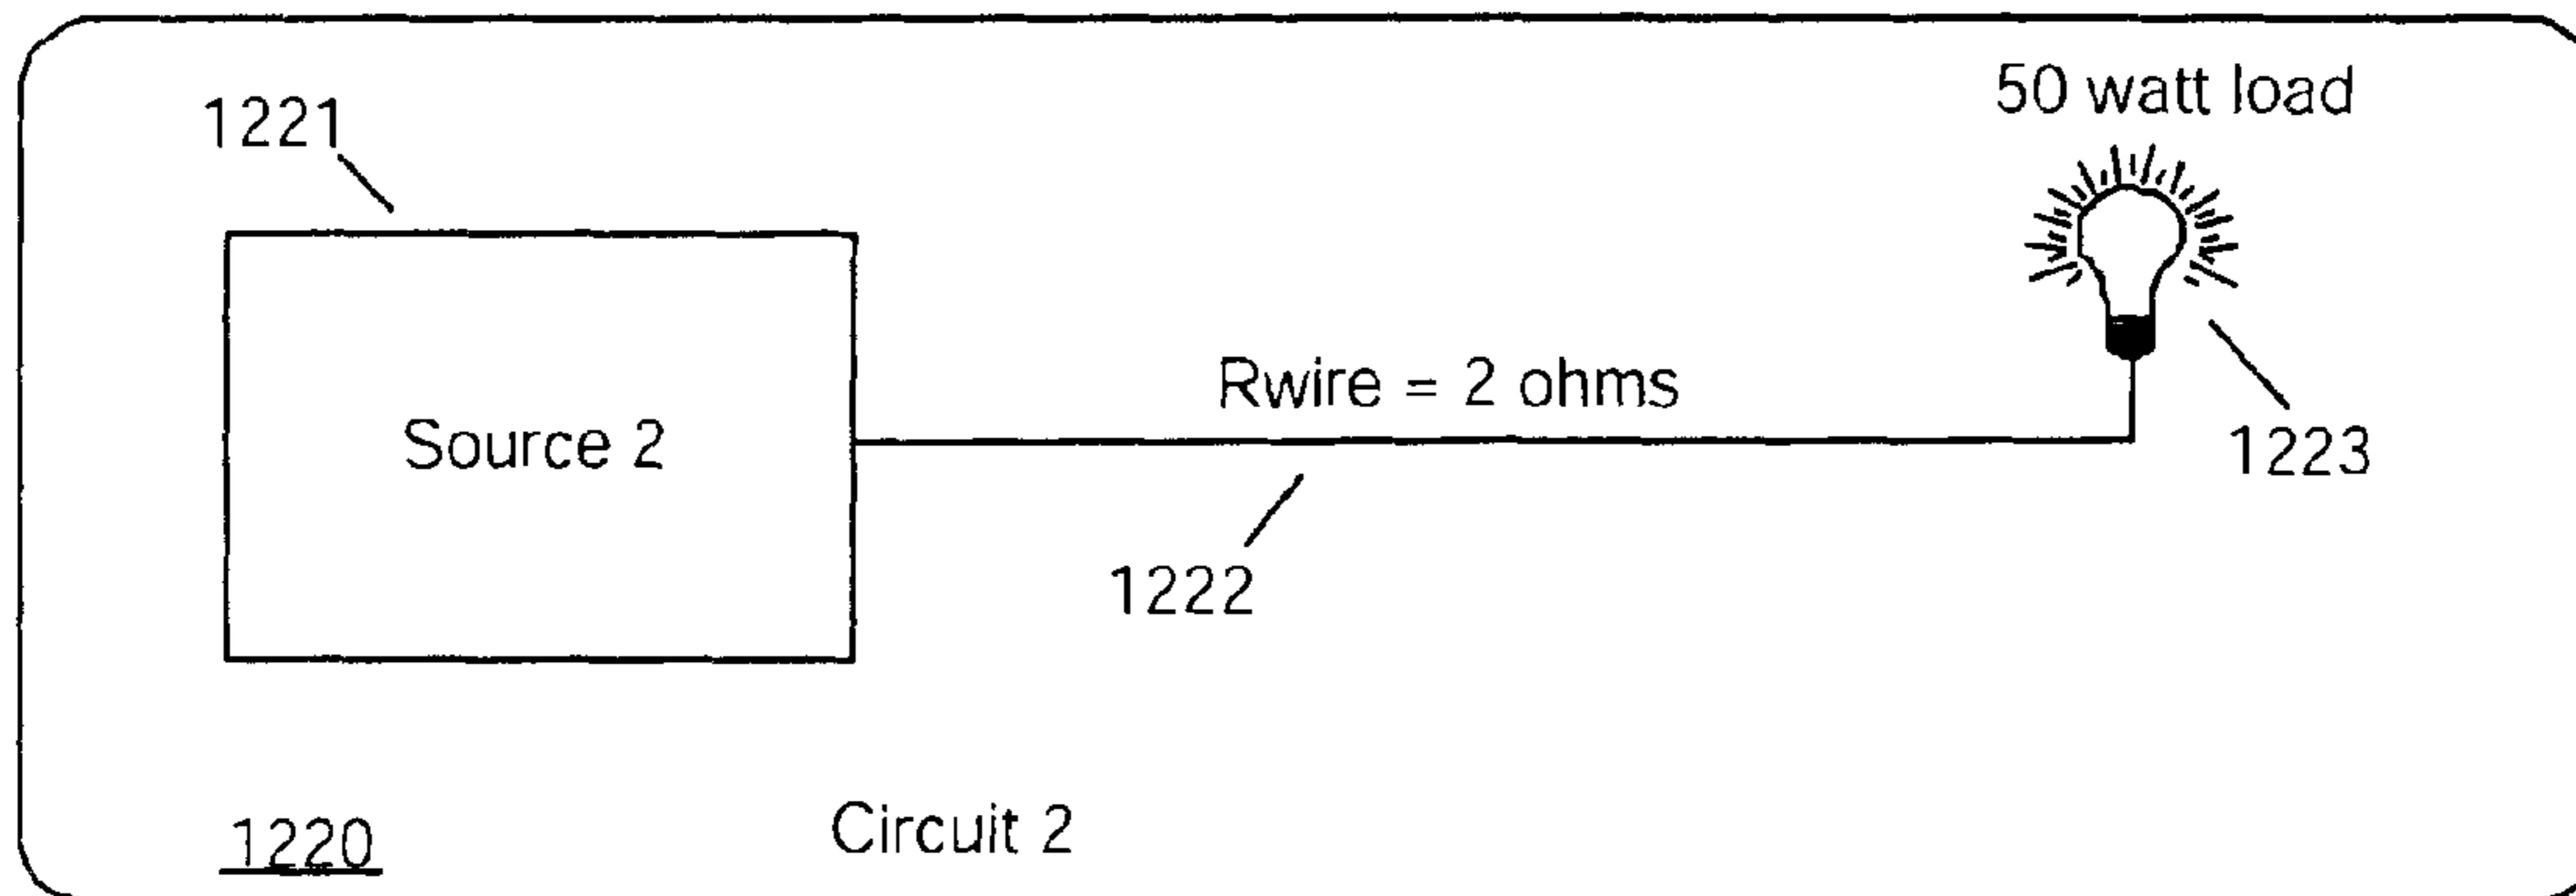 50 watt load
1221
Rwire = 2 ohms
Source 2
1223
1222
1220
Circuit 2